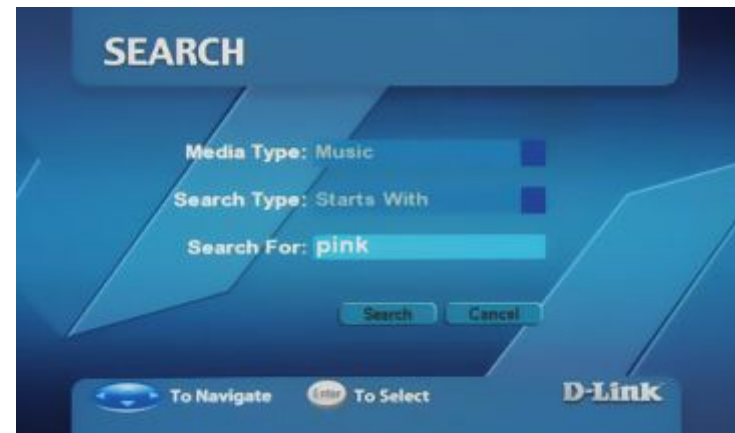 SEARCH
Media Type: Music
Search Type: Starts With
Search For: pink
Search Cancel
To Navigate Enter To Select D-Link